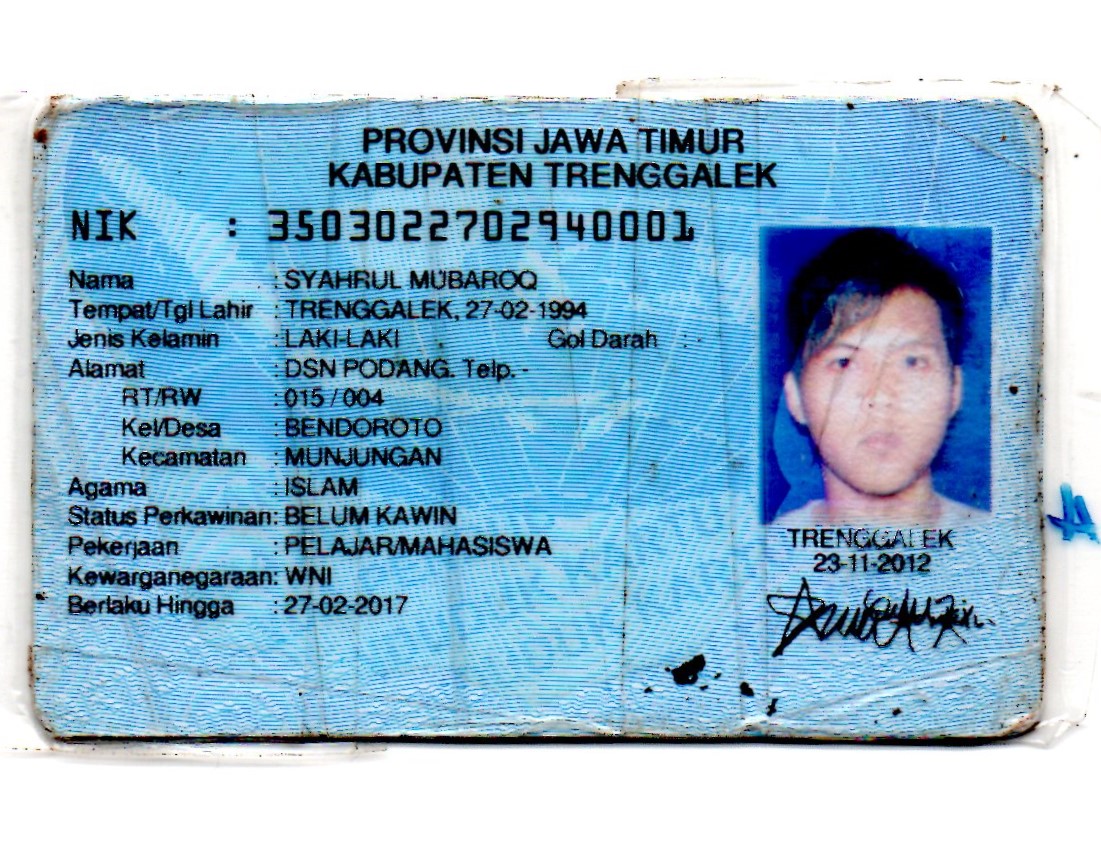 PROVINSI JAWA TIMUR
KABUPATEN TRENGGALEK
NIK : 3503022702940001
Nama : SYAHRUL MUBAROQ
Tempat/Tgl Lahir : TRENGGALEK, 27-02-1994
Jenis Kelamin : LAKI-LAKI Gol Darah : -
Alamat : DSN PODANG. Telp. -
RT/RW : 015 / 004
Kel/Desa : BENDOROTO
Kecamatan : MUNJUNGAN
Agama : ISLAM
Status Perkawinan: BELUM KAWIN
Pekerjaan : PELAJAR/MAHASISWA
Kewarganegaraan: WNI
Berlaku Hingga : 27-02-2017
TRENGGALEK
23-11-2012